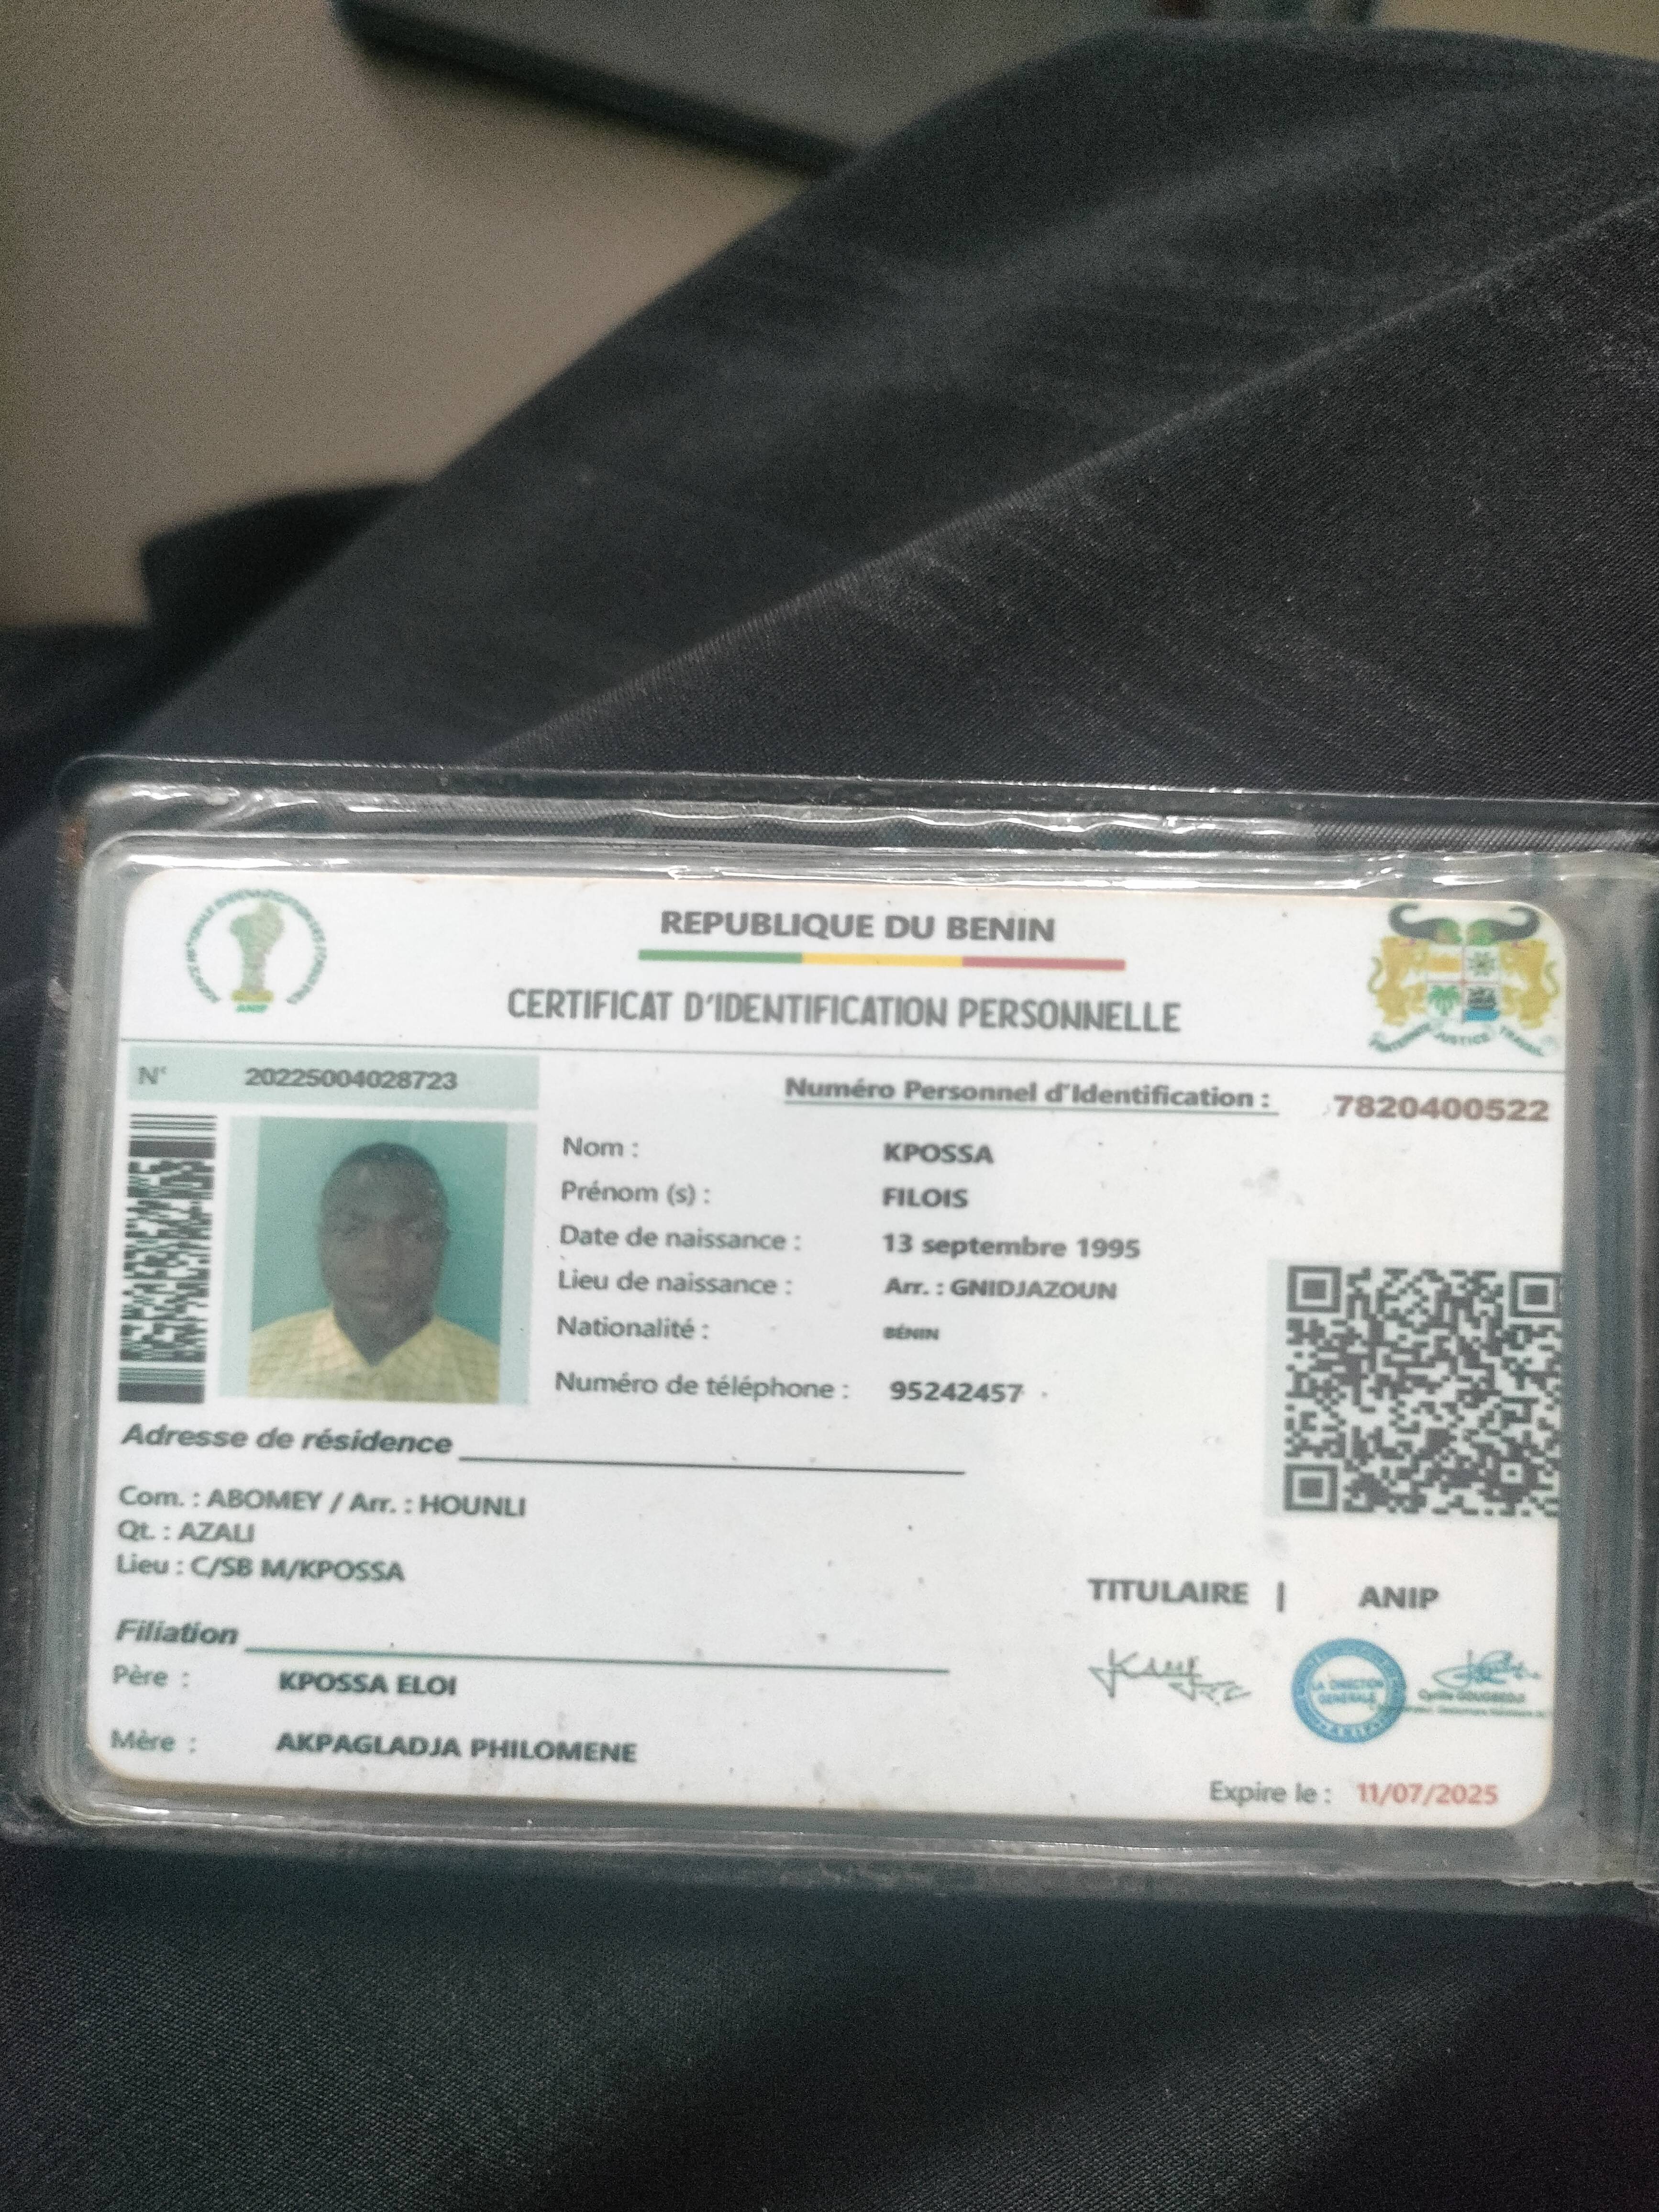 REPUBLIQUE DU BENIN
CERTIFICAT D'IDENTIFICATION PERSONNELLE
ANIP
JUSTICE TRAVAIL
N° 20225004028723
Numéro Personnel d'Identification : 7820400522
Nom : KPOSSA
Prénom (s) : FILOIS
Date de naissance : 13 septembre 1995
Lieu de naissance : Arr. : GNIDJAZOUN
Nationalité : BÉNIN
Numéro de téléphone : 95242457
Adresse de résidence
Com. : ABOMEY / Arr. : HOUNLI
Qt. : AZALI
Lieu : C/SB M/KPOSSA
Filiation
Père : KPOSSA ELOI
Mère : AKPAGLADJA PHILOMENE
TITULAIRE | ANIP
LA DIRECTION
GENERALE
Expire le : 11/07/2025